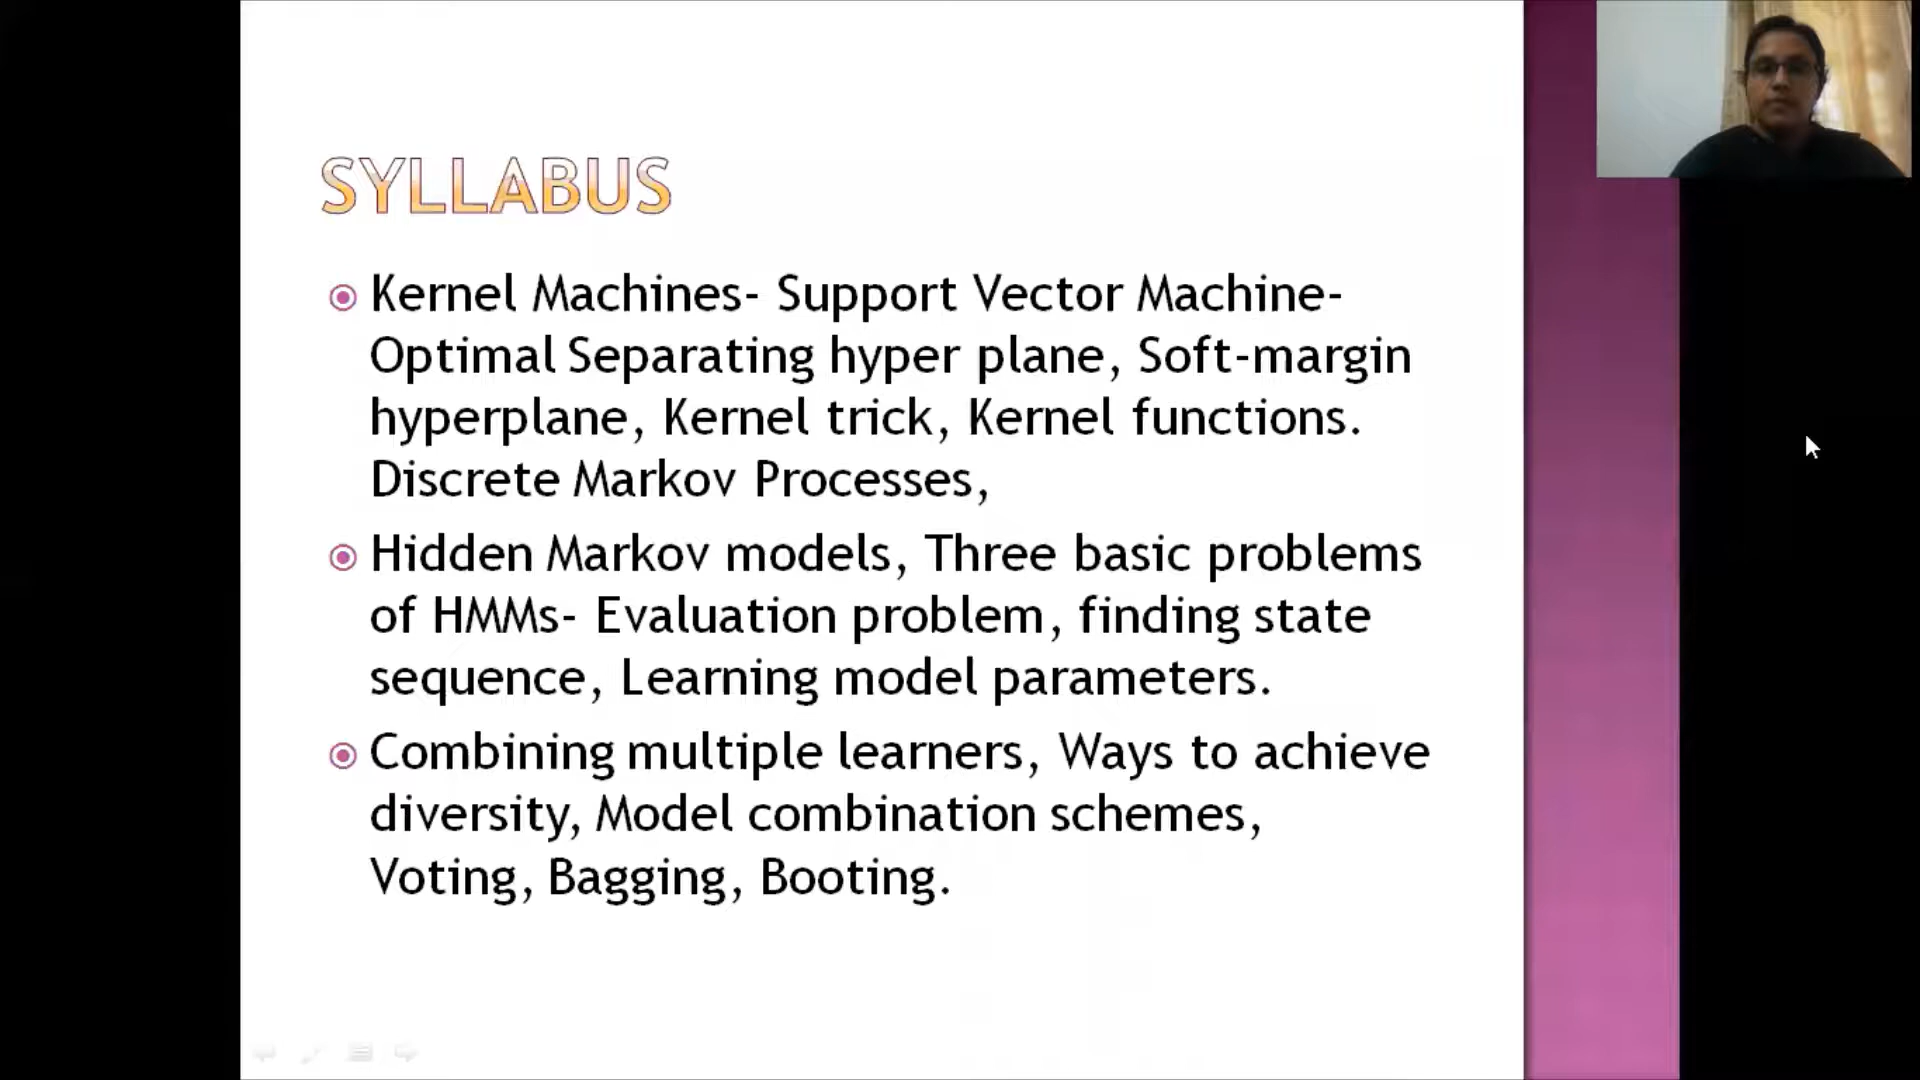 SYLLABUS
Kernel Machines- Support Vector Machine-
Optimal Separating hyper plane, Soft-margin
hyperplane, Kernel trick, Kernel functions.
Discrete Markov Processes,
Hidden Markov models, Three basic problems
of HMMs- Evaluation problem, finding state
sequence, Learning model parameters.
Combining multiple learners, Ways to achieve
diversity, Model combination schemes,
Voting, Bagging, Booting.